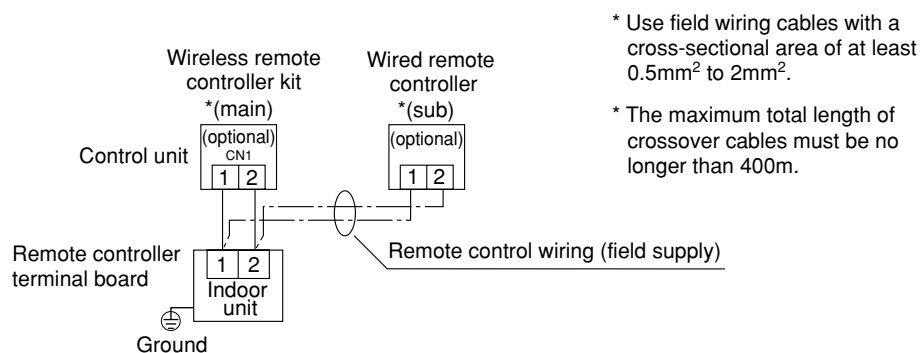 Wireless remote
controller kit
*(main)
(optional)
CN1
1 2
Control unit
Wired remote
controller
*(sub)
(optional)
1 2
* Use field wiring cables with a
cross-sectional area of at least
0.5mm² to 2mm².
* The maximum total length of
crossover cables must be no
longer than 400m.
Remote controller
terminal board
1 2
Indoor
unit
Ground
Remote control wiring (field supply)